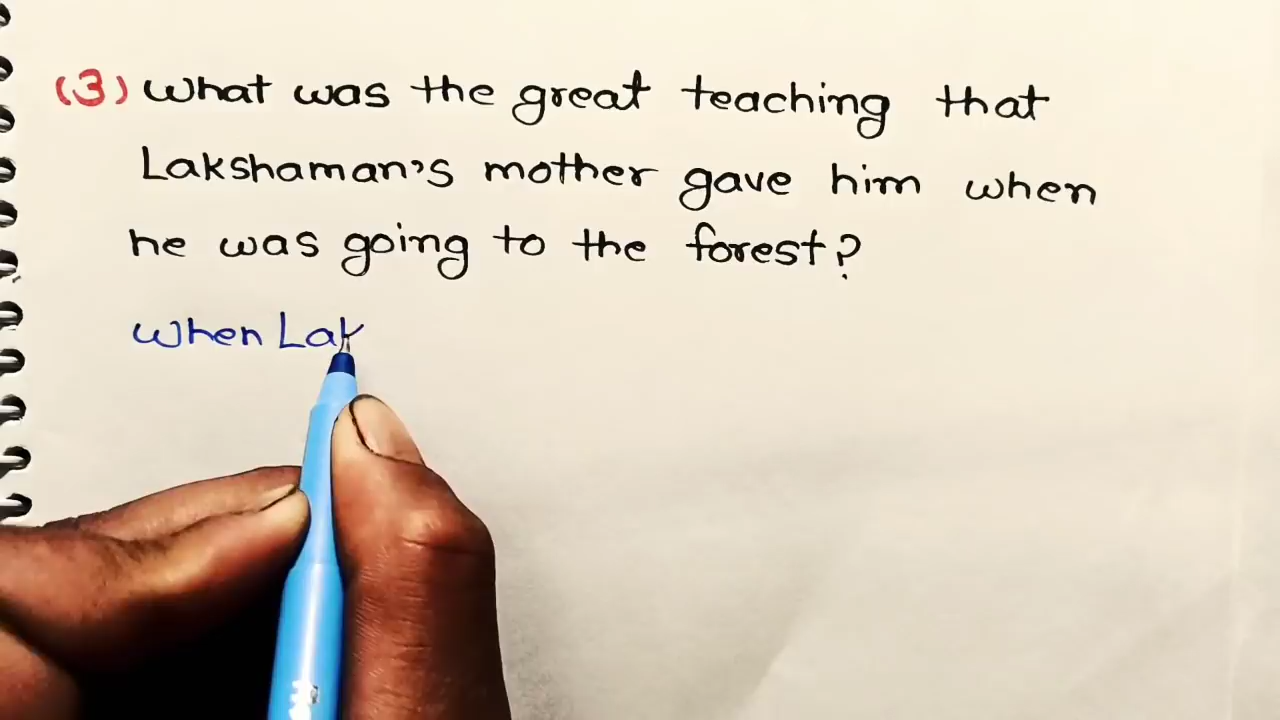 (3) What was the great teaching that
Lakshaman's mother gave him when
he was going to the forest?
When Lak